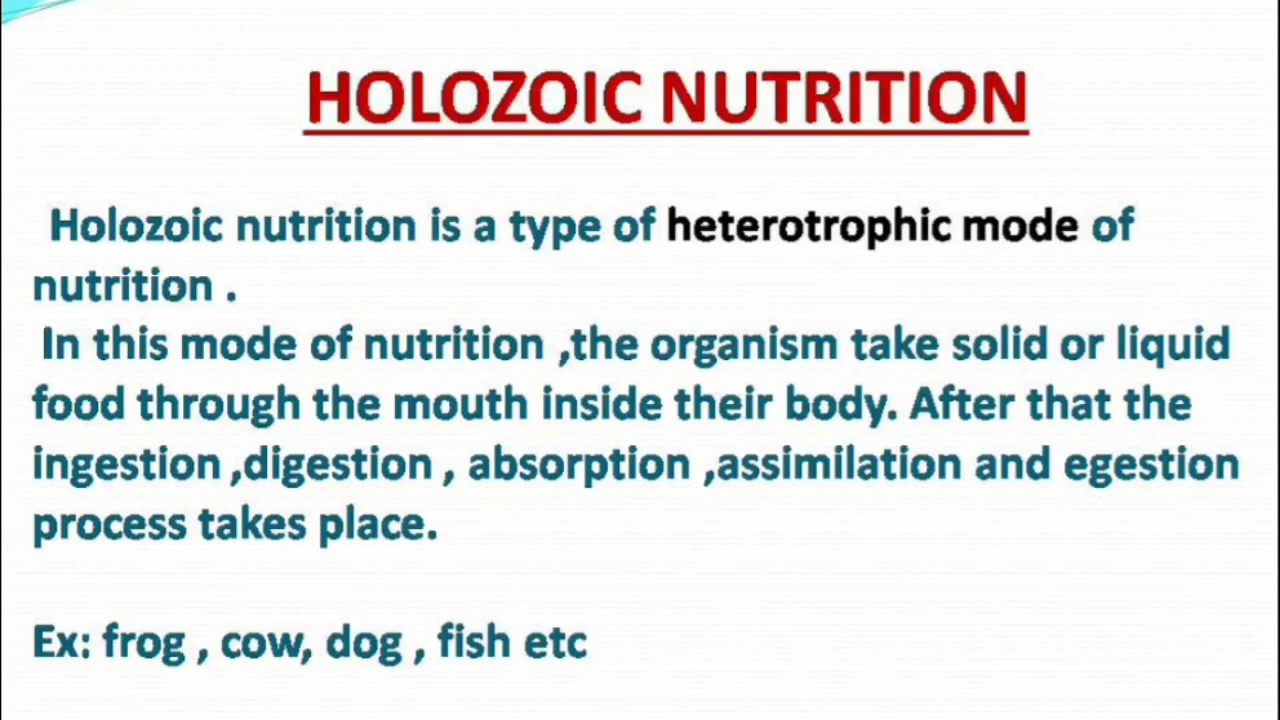 HOLOZOIC NUTRITION
Holozoic nutrition is a type of heterotrophic mode of
nutrition .
In this mode of nutrition ,the organism take solid or liquid
food through the mouth inside their body. After that the
ingestion ,digestion , absorption ,assimilation and egestion
process takes place.
Ex: frog , cow, dog , fish etc